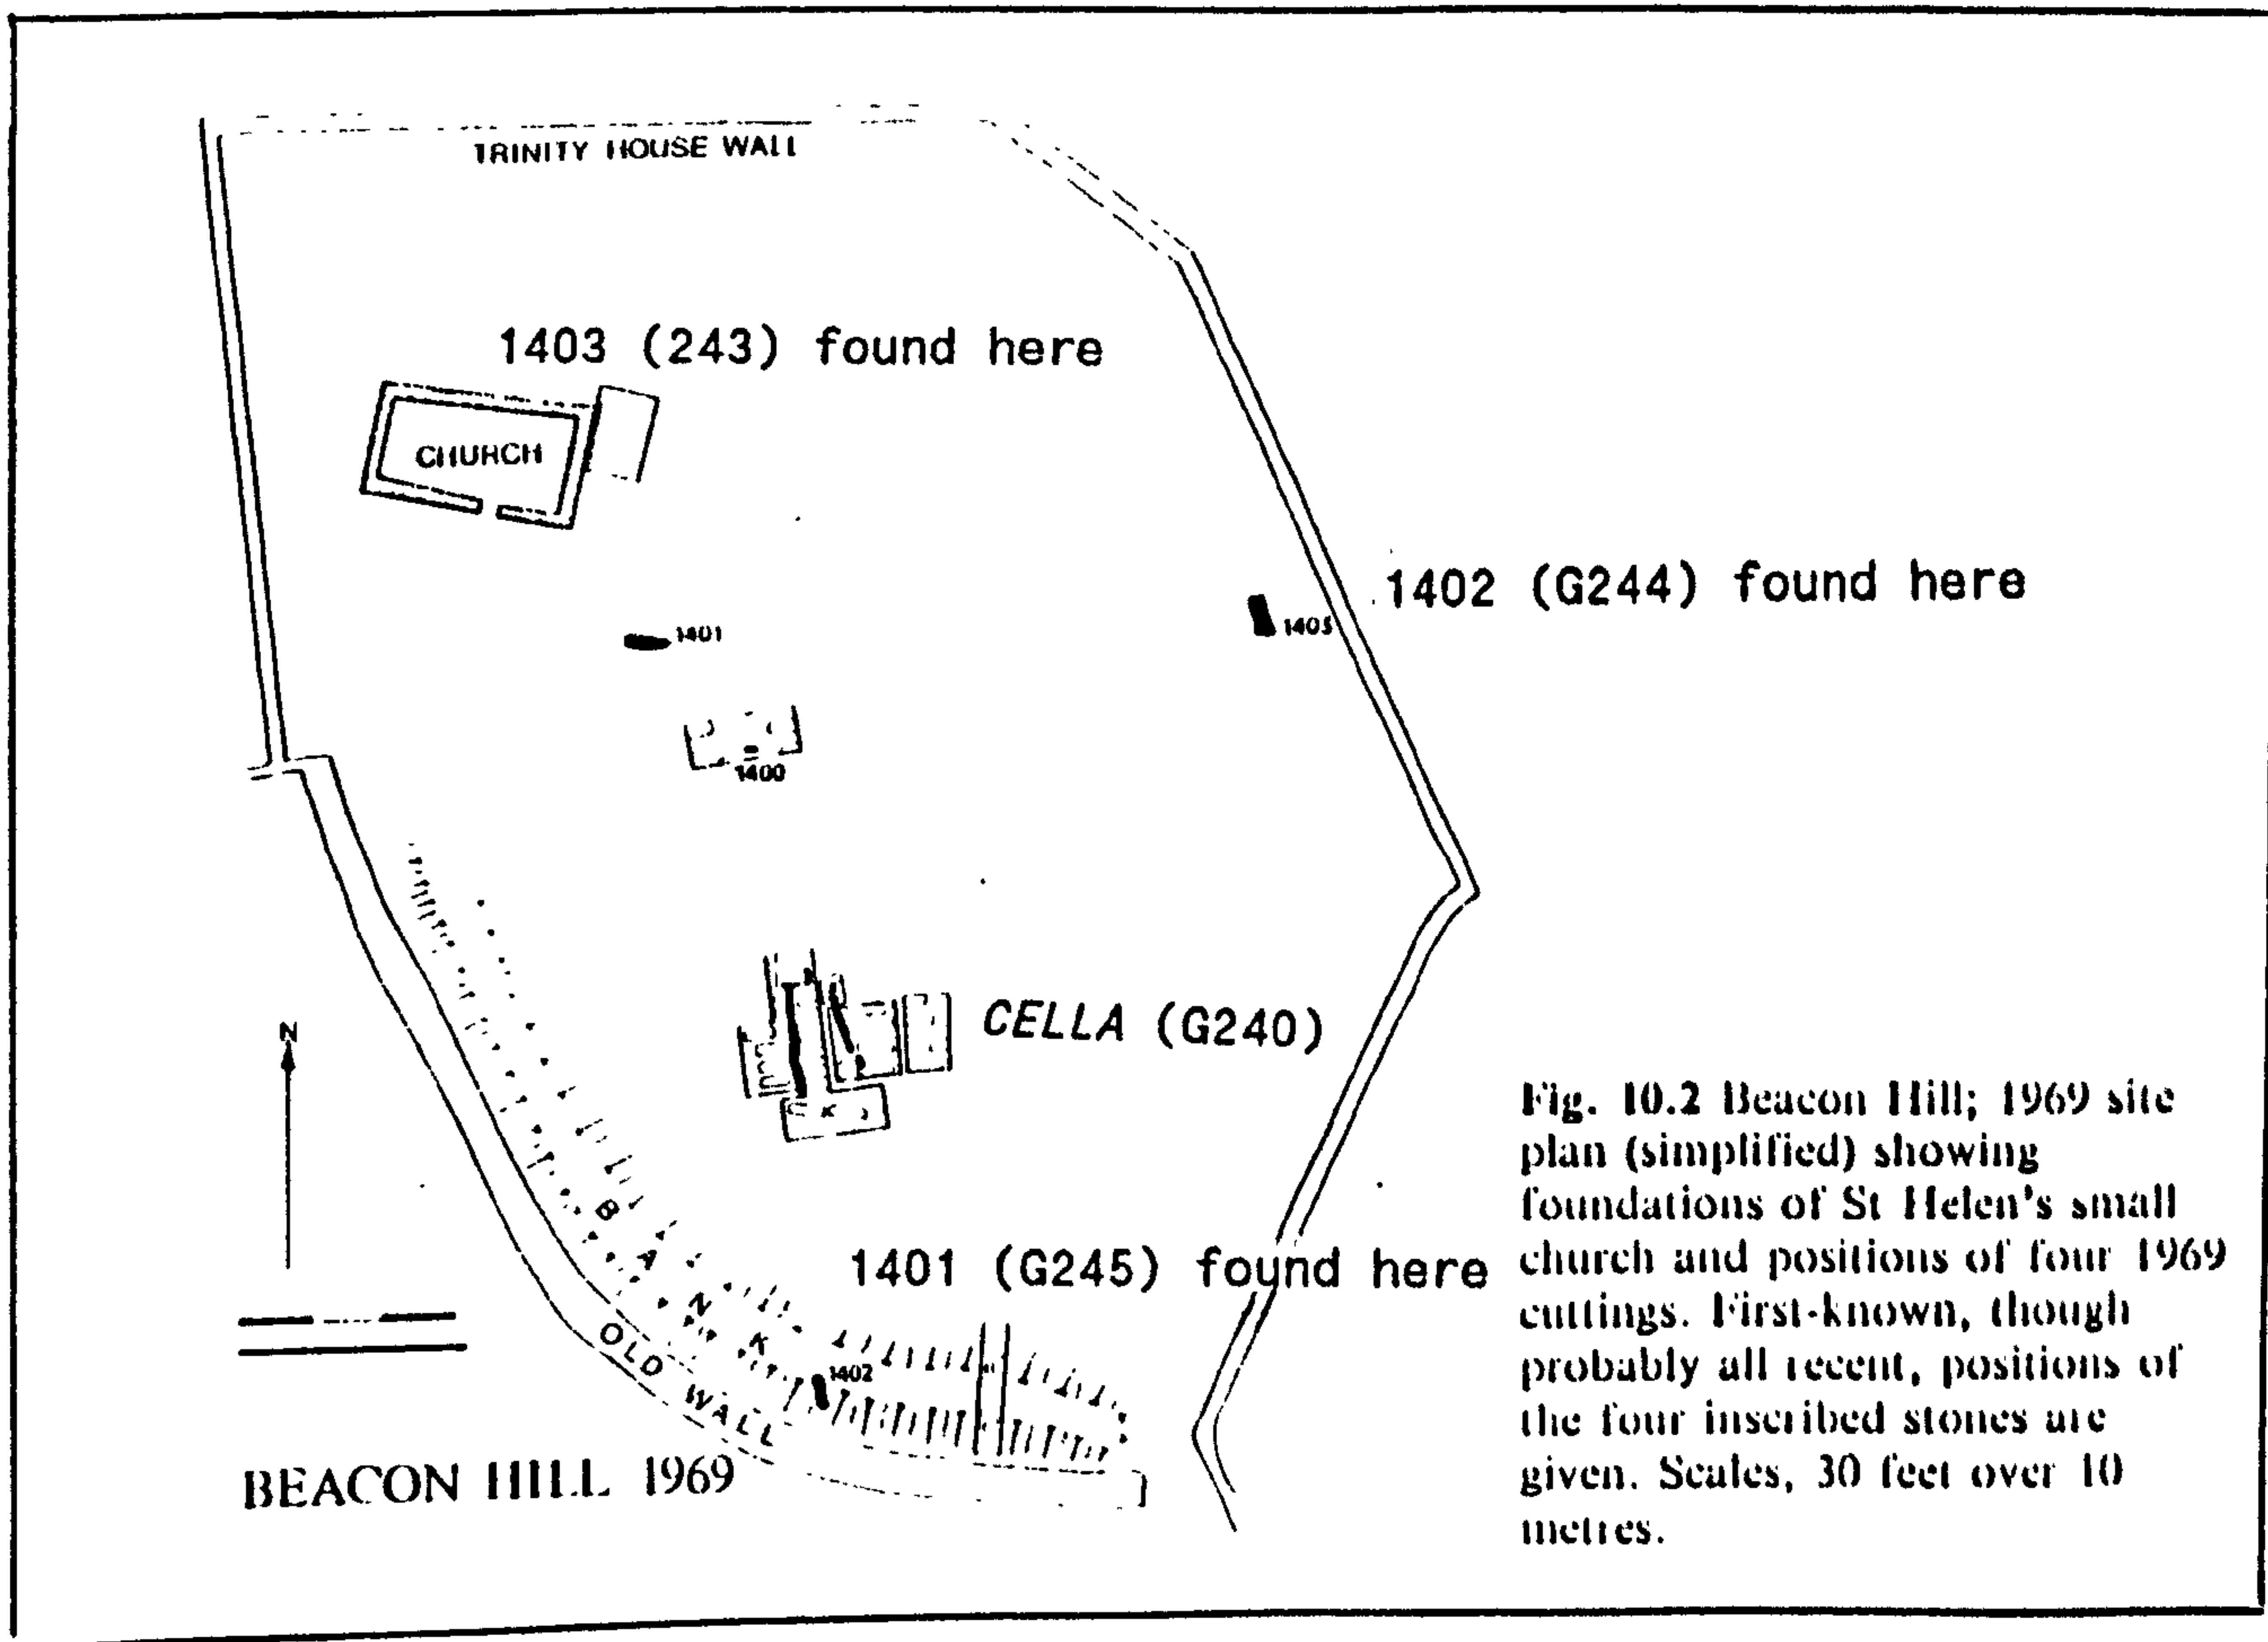 TRINITY HOUSE WALL
1403 (243) found here
CHURCH
1402 (G244) found here
1401
1403
1400
CELLA (G240)
N
BANK
1401 (G245) found here
OLD WALL
1402
BEACON HILL 1969
Fig. 10.2 Beacon Hill; 1969 site
plan (simplified) showing
foundations of St Helen's small
church and positions of four 1969
cuttings. First-known, though
probably all recent, positions of
the four inscribed stones are
given. Scales, 30 feet over 10
metres.